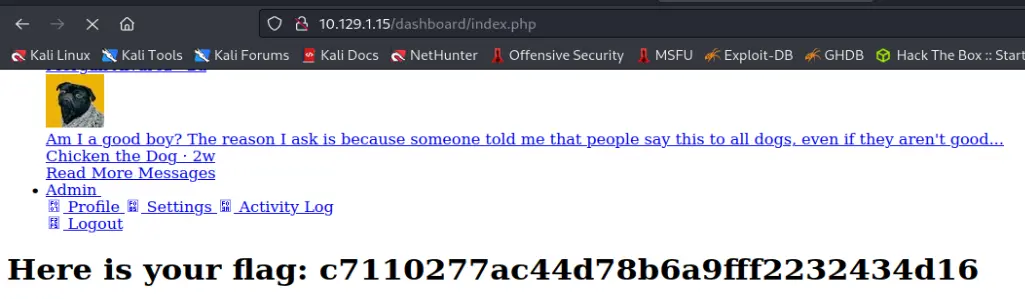 10.129.1.15/dashboard/index.php
Kali Linux Kali Tools Kali Forums Kali Docs NetHunter Offensive Security MSFU Exploit-DB GHDB Hack The Box :: Start
Am I a good boy? The reason I ask is because someone told me that people say this to all dogs, even if they aren't good...
Chicken the Dog · 2w
Read More Messages
Admin
Profile Settings Activity Log
Logout
Here is your flag: c7110277ac44d78b6a9fff2232434d16